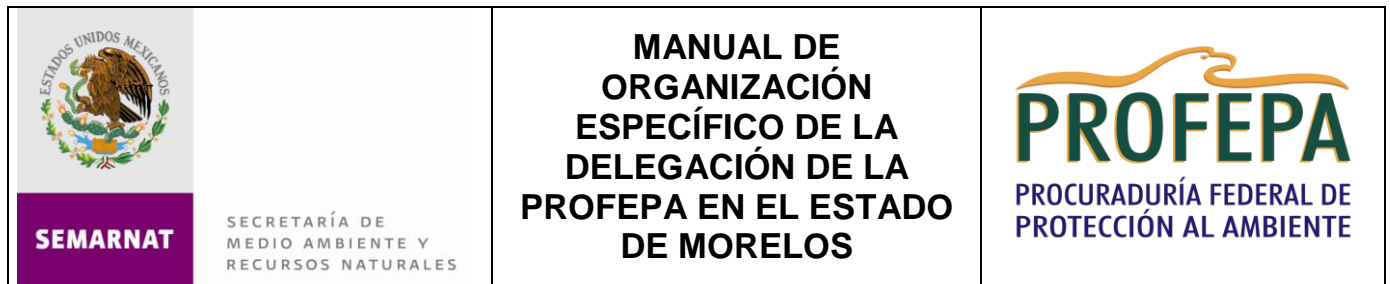 ESTADOS UNIDOS MEXICANOS
SEMARNAT
SECRETARÍA DE
MEDIO AMBIENTE Y
RECURSOS NATURALES
MANUAL DE
ORGANIZACIÓN
ESPECÍFICO DE LA
DELEGACIÓN DE LA
PROFEPA EN EL ESTADO
DE MORELOS
PROFEPA
PROCURADURÍA FEDERAL DE
PROTECCIÓN AL AMBIENTE